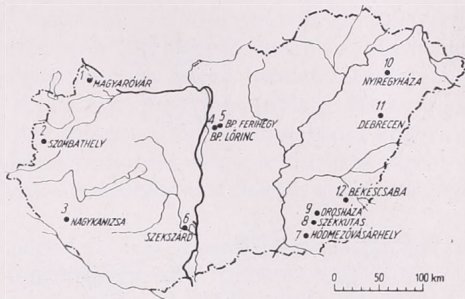 1
MAGYARÓVÁR
2
SZOMBATHELY
3
NAGYKANIZSA
4 5
BP. FERIHEGY
BP. LŐRINC
6
SZEKSZÁRD
10
NYIREGYHÁZA
11
DEBRECEN
12 BÉKÉSCSABA
9 OROSHÁZA
8 SZÉKKUTAS
7 HÓDMEZŐVÁSÁRHELY
0 50 100 km